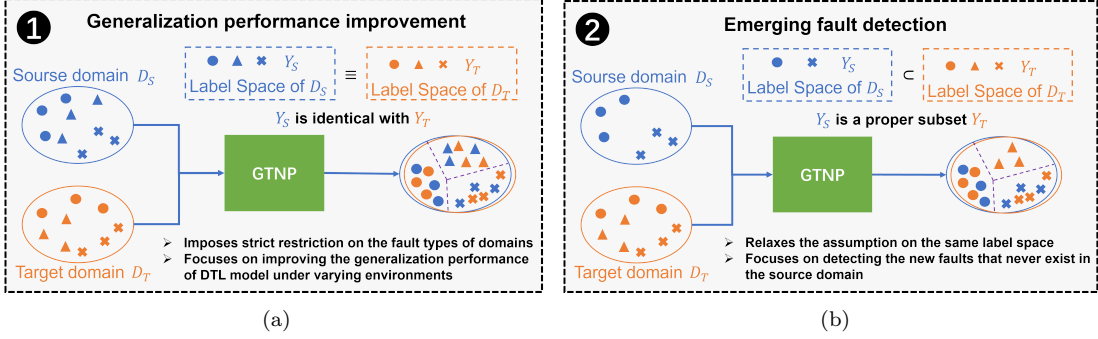 1 Generalization performance improvement
Y_S
Label Space of D_S
≡
Y_T
Label Space of D_T
Sourse domain D_S
Y_S is identical with Y_T
GTNP
Target domain D_T
➢ Imposes strict restriction on the fault types of domains
➢ Focuses on improving the generalization performance
of DTL model under varying environments
(a)
2 Emerging fault detection
Y_S
Label Space of D_S
⊂
Y_T
Label Space of D_T
Sourse domain D_S
Y_S is a proper subset Y_T
GTNP
Target domain D_T
➢ Relaxes the assumption on the same label space
➢ Focuses on detecting the new faults that never exist in
the source domain
(b)